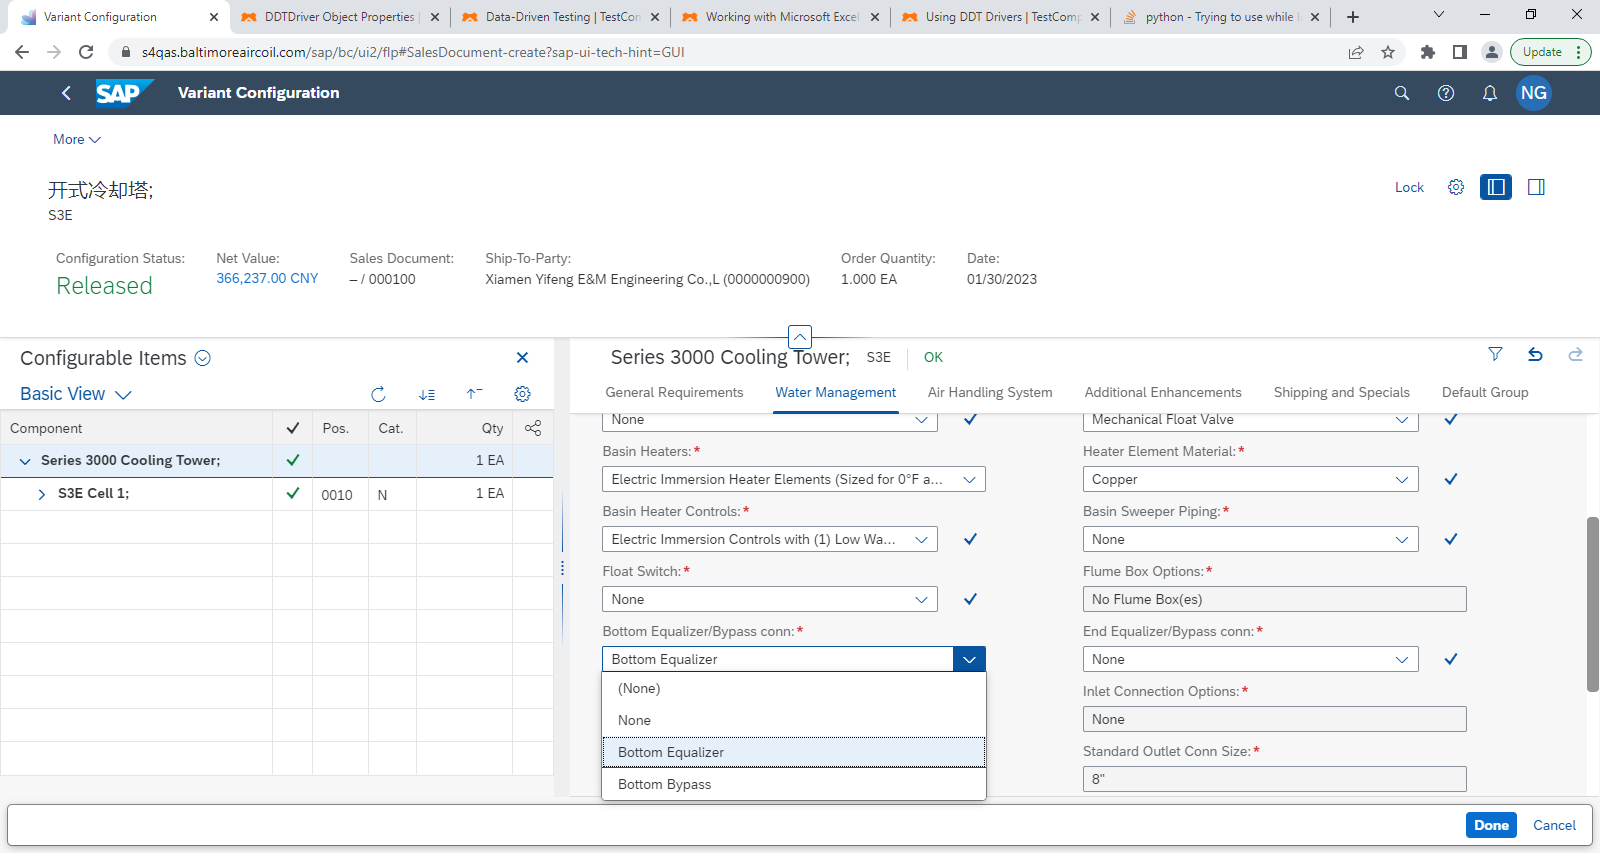 Variant Configuration
DDTDriver Object Properties
Data-Driven Testing | TestCom
Working with Microsoft Excel
Using DDT Drivers | TestComp
python - Trying to use while l
s4qas.baltimoreaircoil.com/sap/bc/ui2/flp#SalesDocument-create?sap-ui-tech-hint=GUI
Update
SAP
Variant Configuration
NG
More
开式冷却塔;
S3E
Lock
Configuration Status:
Released
Net Value:
366,237.00 CNY
Sales Document:
– / 000100
Ship-To-Party:
Xiamen Yifeng E&M Engineering Co.,L (0000000900)
Order Quantity:
1.000 EA
Date:
01/30/2023
Configurable Items
Basic View
Component Pos. Cat. Qty
Series 3000 Cooling Tower; 1 EA
S3E Cell 1; 0010 N 1 EA
Series 3000 Cooling Tower; S3E OK
General Requirements Water Management Air Handling System Additional Enhancements Shipping and Specials Default Group
None
Mechanical Float Valve
Basin Heaters:*
Electric Immersion Heater Elements (Sized for 0°F a...
Heater Element Material:*
Copper
Basin Heater Controls:*
Electric Immersion Controls with (1) Low Wa...
Basin Sweeper Piping:*
None
Float Switch:*
None
Flume Box Options:*
No Flume Box(es)
Bottom Equalizer/Bypass conn:*
Bottom Equalizer
(None)
None
Bottom Equalizer
Bottom Bypass
End Equalizer/Bypass conn:*
None
Inlet Connection Options:*
None
Standard Outlet Conn Size:*
8"
Done
Cancel